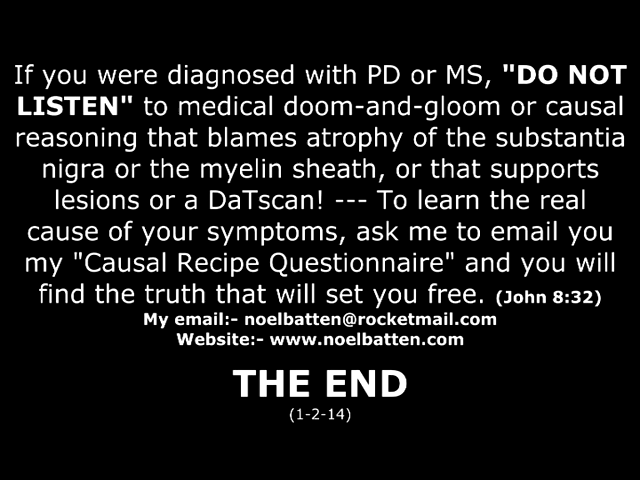 If you were diagnosed with PD or MS, "DO NOT
LISTEN" to medical doom-and-gloom or causal
reasoning that blames atrophy of the substantia
nigra or the myelin sheath, or that supports
lesions or a DaTscan! --- To learn the real
cause of your symptoms, ask me to email you
my "Causal Recipe Questionnaire" and you will
find the truth that will set you free. (John 8:32)
My email:- noelbatten@rocketmail.com
Website:- www.noelbatten.com
THE END
(1-2-14)